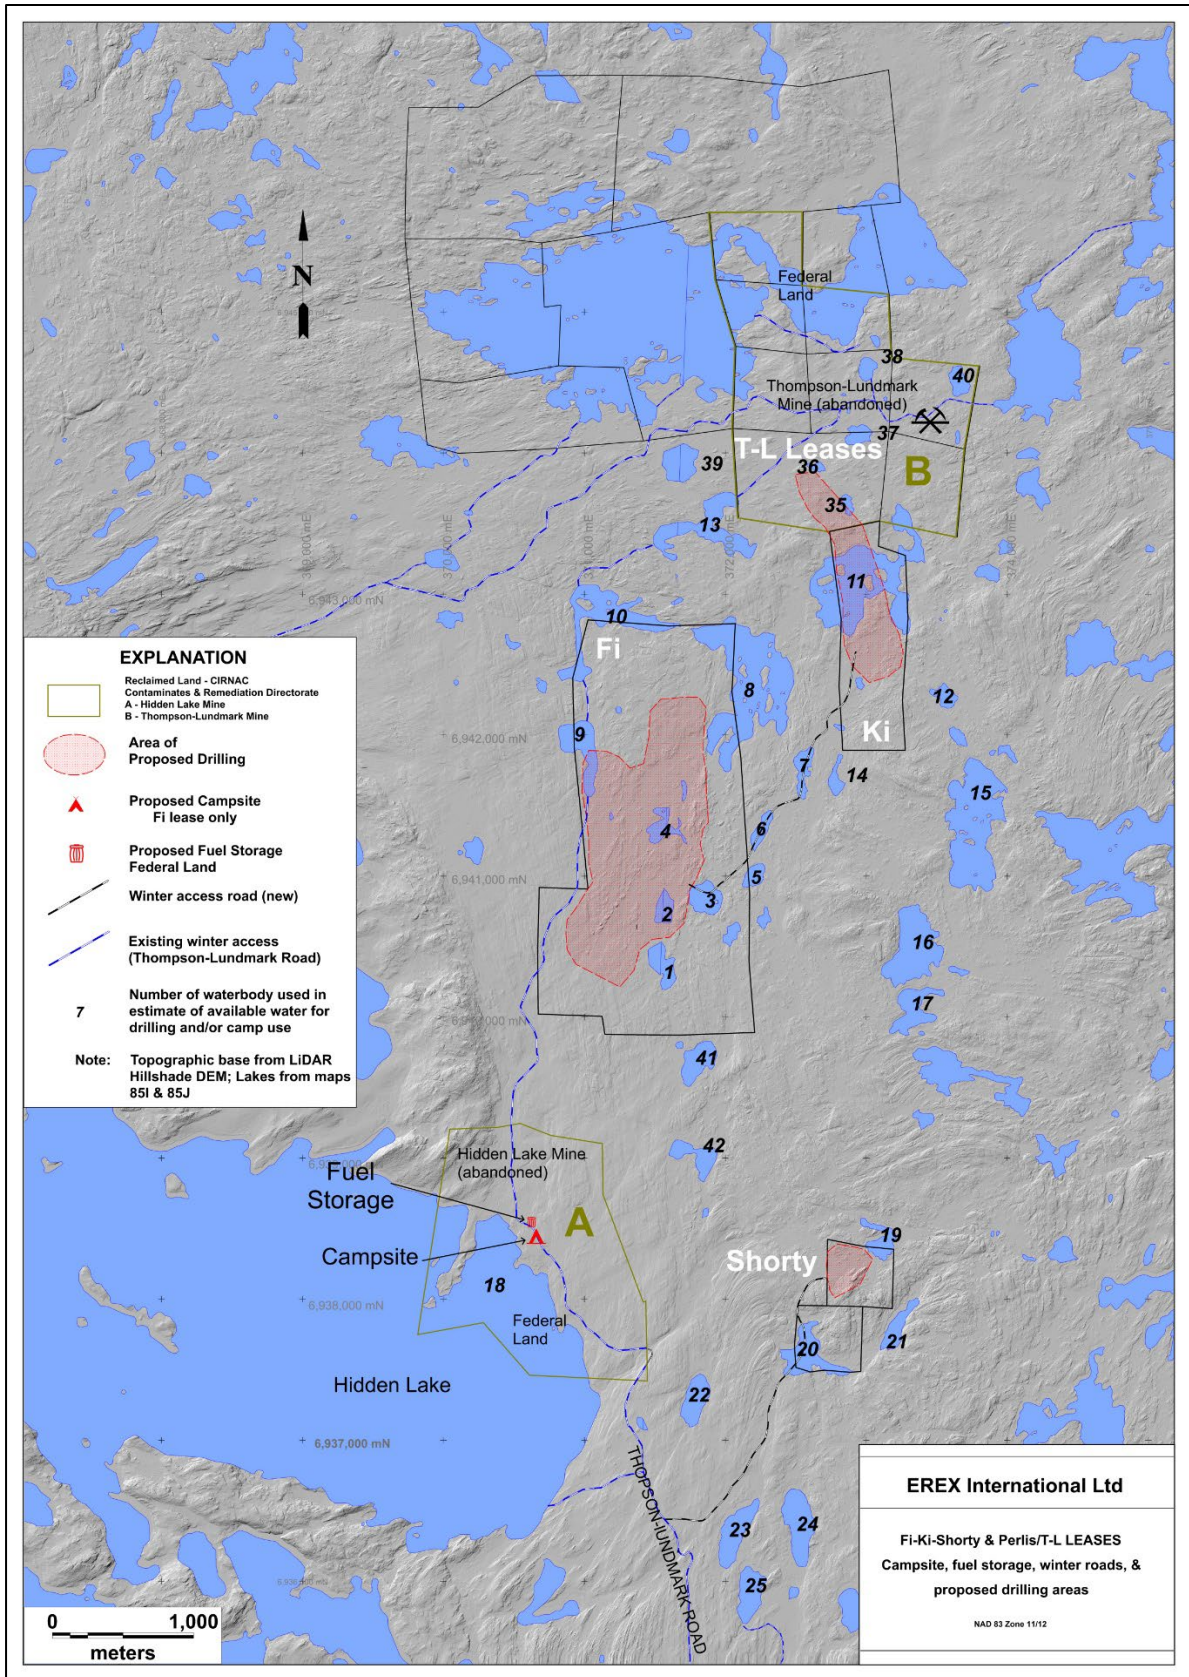 N
Federal
Land
38
40
Thompson-Lundmark
Mine (abandoned)
37
T-L Leases
36
39
B
35
13
370,000 mE
372,000 mE
11
6,943,000 mN
10
Fi
8
12
Ki
9
6,942,000 mN
7
14
15
6
4
5
6,941,000 mN
3
2
16
1
17
41
42
EXPLANATION
Reclaimed Land - CIRNAC
Contaminates & Remediation Directorate
A - Hidden Lake Mine
B - Thompson-Lundmark Mine
Area of
Proposed Drilling
Proposed Campsite
Fi lease only
Proposed Fuel Storage
Federal Land
Winter access road (new)
Existing winter access
(Thompson-Lundmark Road)
7
Number of waterbody used in
estimate of available water for
drilling and/or camp use
Note:
Topographic base from LiDAR
Hillshade DEM; Lakes from maps
85I & 85J
Hidden Lake Mine
(abandoned)
Fuel
Storage
A
Campsite
18
Federal
Land
19
Shorty
6,938,000 mN
20
21
Hidden Lake
22
6,937,000 mN
THOPSON-lUNDMARK ROAD
23
24
25
0
1,000
meters
EREX International Ltd
Fi-Ki-Shorty & Perlis/T-L LEASES
Campsite, fuel storage, winter roads, &
proposed drilling areas
NAD 83 Zone 11/12